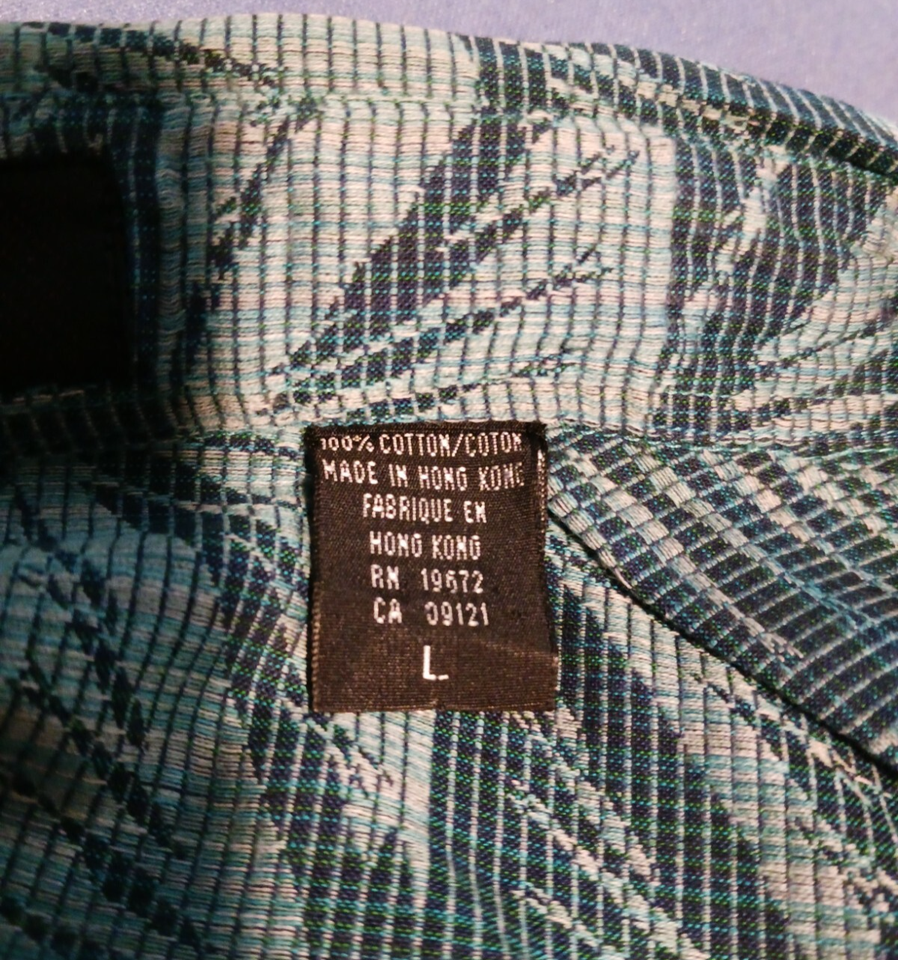 100% COTTON/COTON
MADE IN HONG KONG
FABRIQUE EN
HONG KONG
RN 19672
CA 09121
L